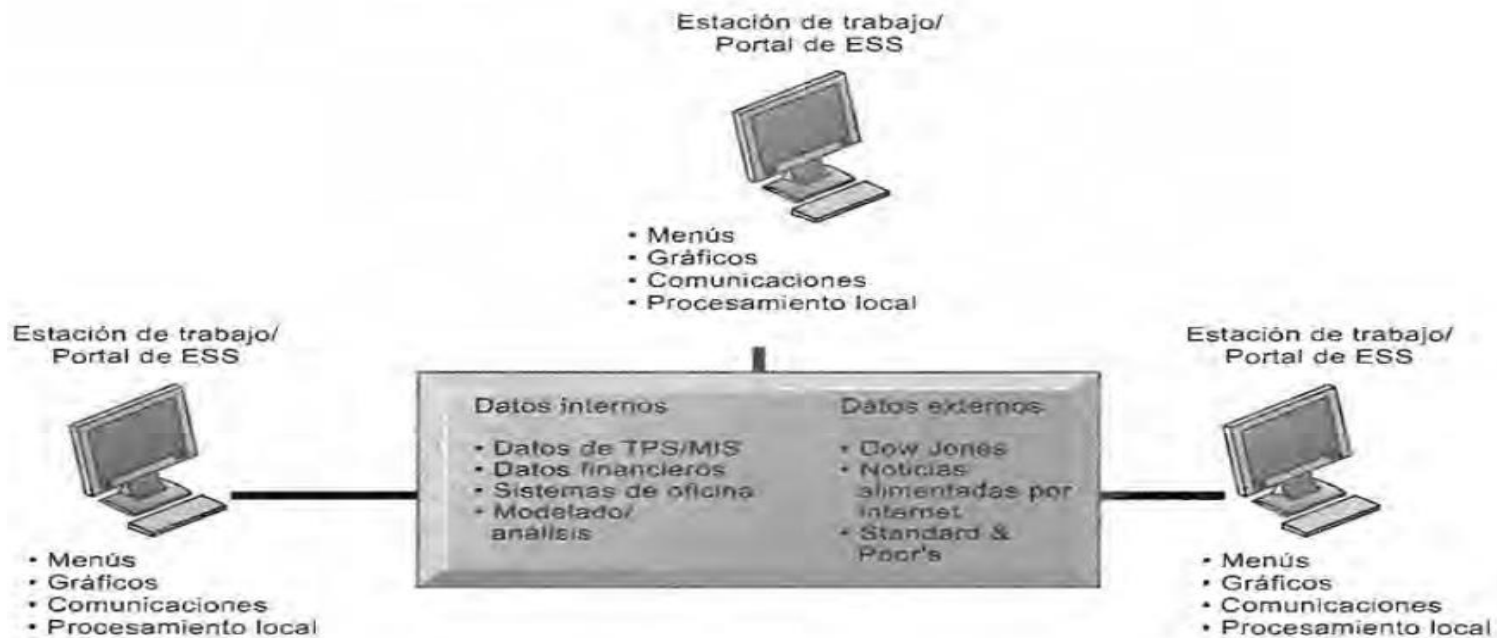 Estación de trabajo/
Portal de ESS
• Menús
• Gráficos
• Comunicaciones
• Procesamiento local
Estación de trabajo/
Portal de ESS
• Menús
• Gráficos
• Comunicaciones
• Procesamiento local
Datos internos
• Datos de TPS/MIS
• Datos financieros
• Sistemas de oficina
• Modelado/
análisis
Datos externos
• Dow Jones
• Noticias
alimentadas por
internet
• Standard &
Poor's
Estación de trabajo/
Portal de ESS
• Menús
• Gráficos
• Comunicaciones
• Procesamiento local